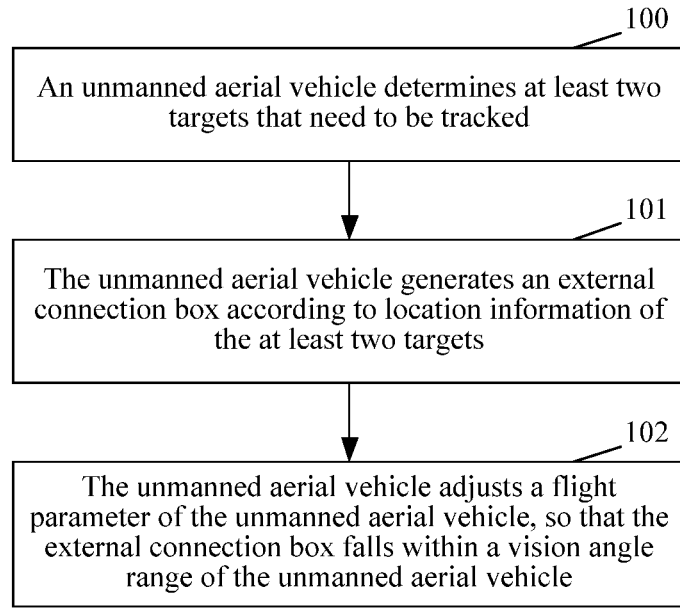 100
An unmanned aerial vehicle determines at least two
targets that need to be tracked
101
The unmanned aerial vehicle generates an external
connection box according to location information of
the at least two targets
102
The unmanned aerial vehicle adjusts a flight
parameter of the unmanned aerial vehicle, so that the
external connection box falls within a vision angle
range of the unmanned aerial vehicle